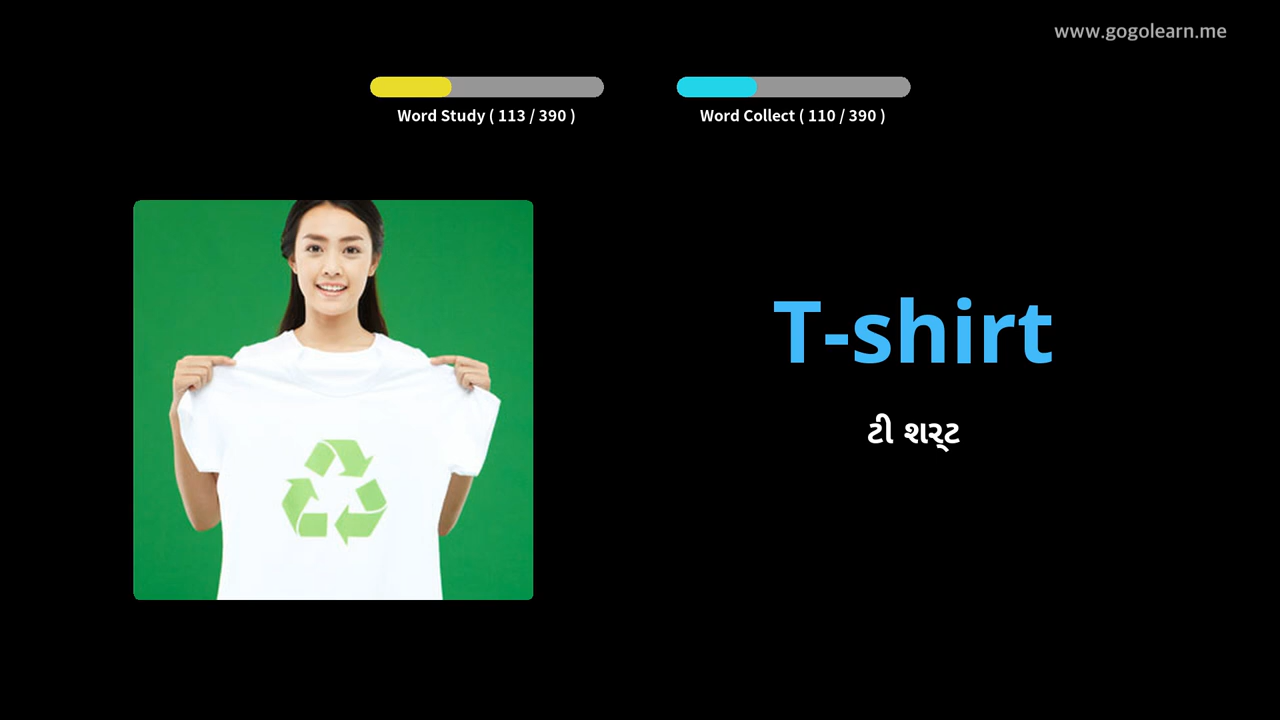 www.gogolearn.me
Word Study ( 113 / 390 )
Word Collect ( 110 / 390 )
T-shirt
ટી શર્ટ